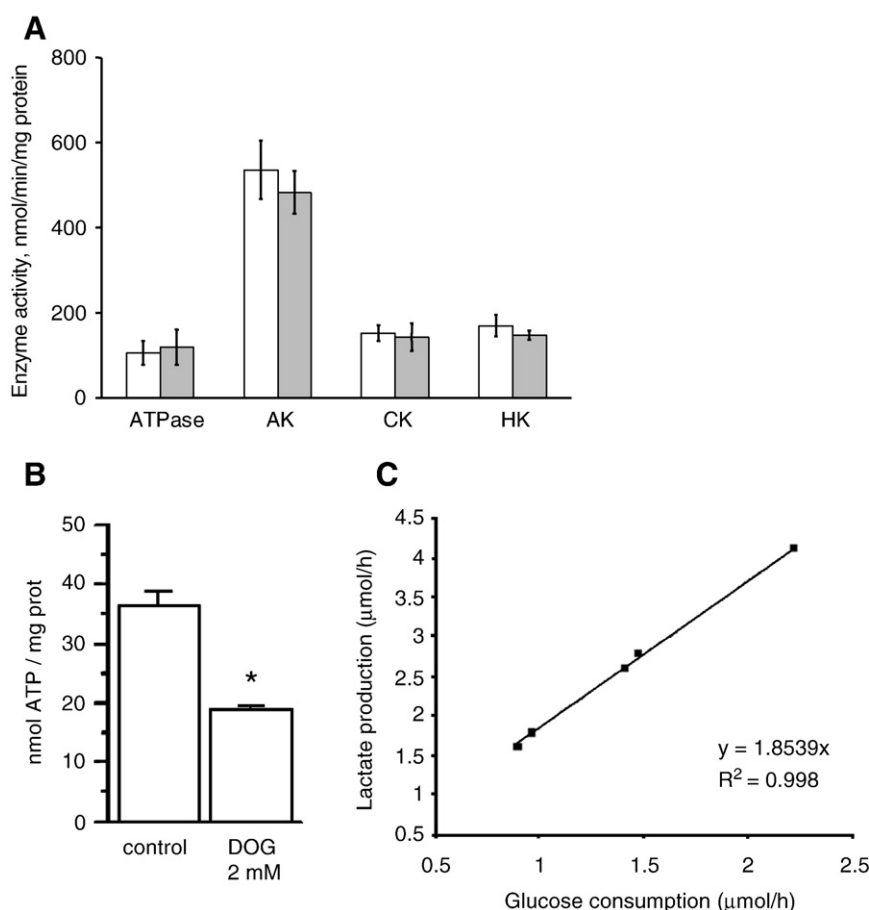 A
Enzyme activity, nmol/min/mg protein
800
600
400
200
0
ATPase AK CK HK
B
nmol ATP / mg prot
50
40
30
20
10
0
*
control DOG
2 mM
C
Lactate production (μmol/h)
4.5
4
3.5
3
2.5
2
1.5
1
0.5
y = 1.8539x
R² = 0.998
0.5 1 1.5 2 2.5
Glucose consumption (μmol/h)